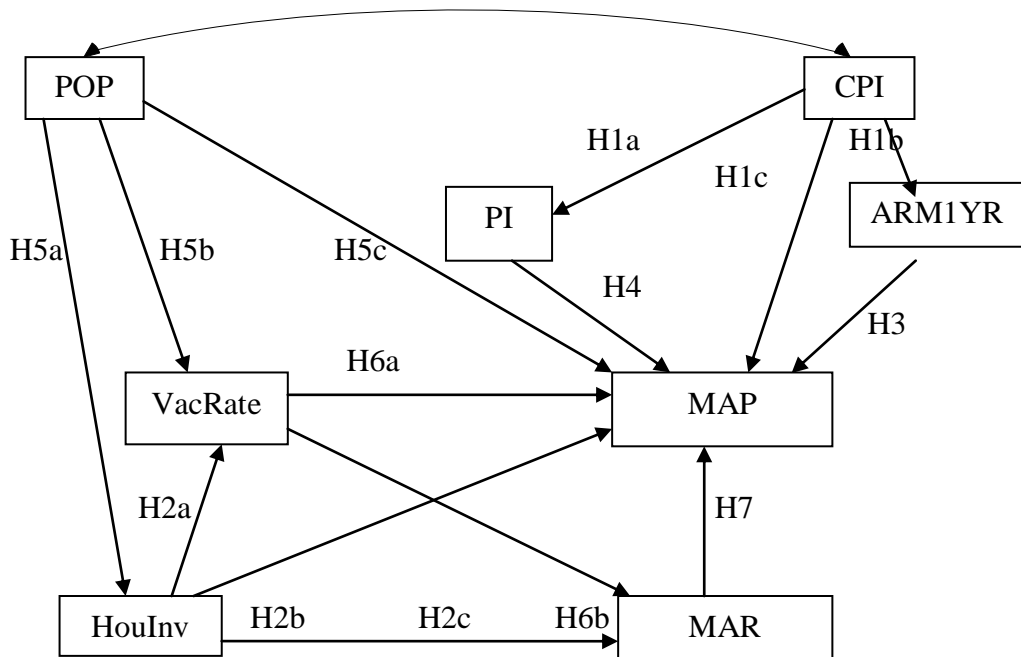 POP
CPI
H1a
H1b
H1c
PI
ARM1YR
H5a
H5b
H5c
H4
H3
H6a
VacRate
MAP
H2a
H7
H2b
H2c
H6b
HouInv
MAR